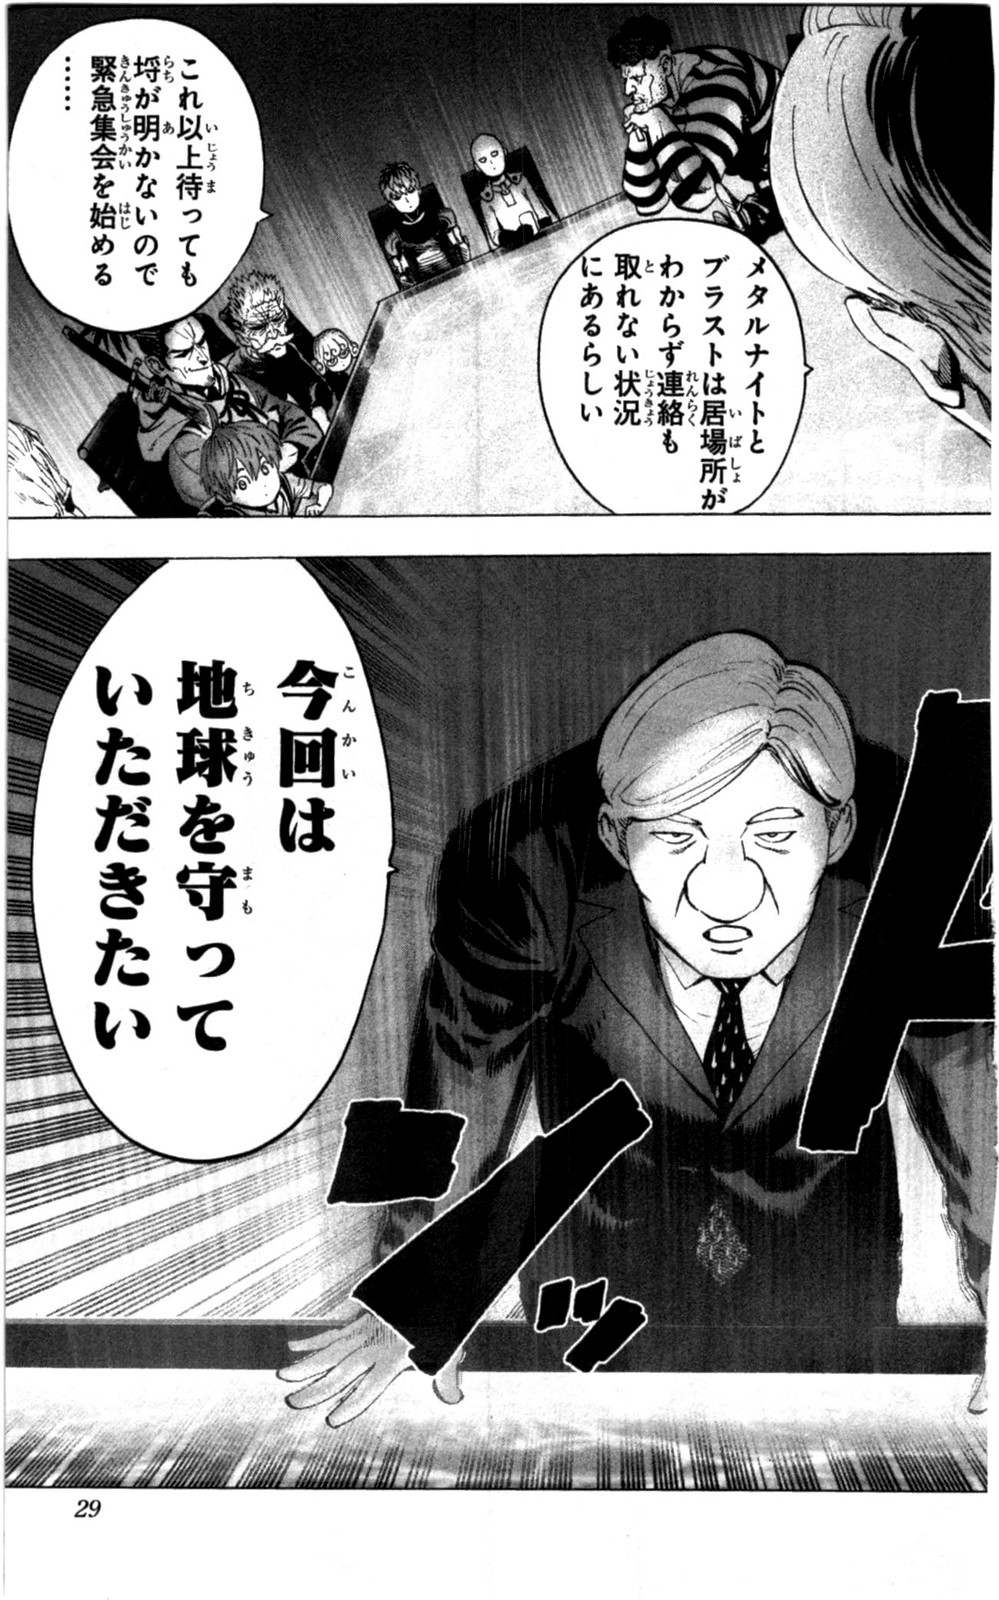 メタルナイトと
ブラストは居場所が
わからず連絡も
取れない状況
にあるらしい
これ以上待っても
埒が明かないので
緊急集会を始める
……
今回は
地球を守って
いただきたい
バンッ
29